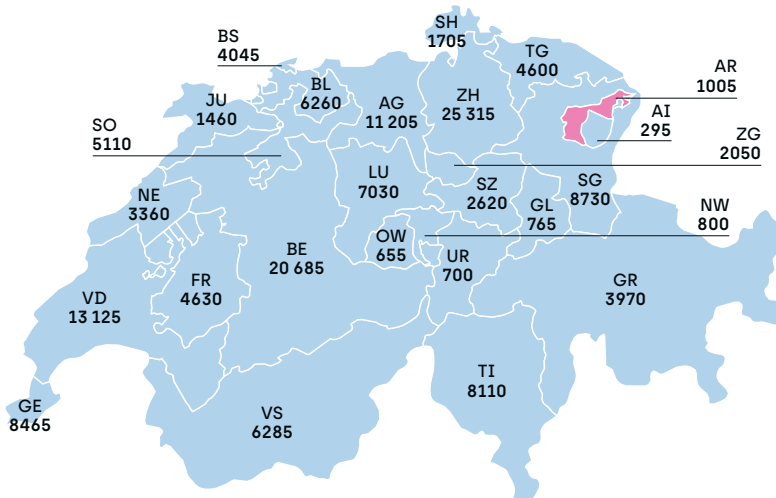 SH
1705
BS
4045
TG
4600
AR
1005
BL
6260
ZH
25 315
JU
1460
AG
11 205
AI
295
SO
5110
ZG
2050
LU
7030
SZ
2620
SG
8730
NE
3360
GL
765
NW
800
OW
655
BE
20 685
UR
700
FR
4630
GR
3970
VD
13 125
TI
8110
GE
8465
VS
6285